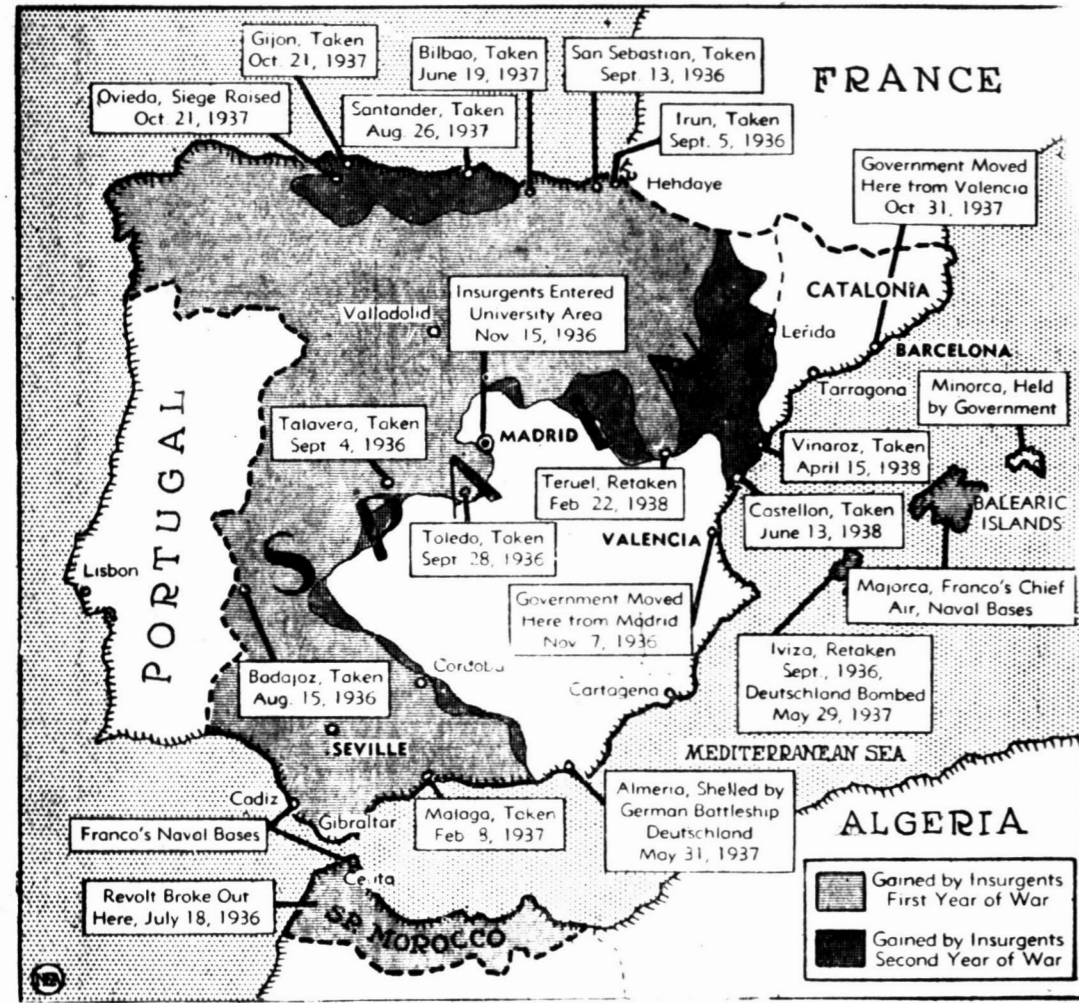 Gijon, Taken
Oct. 21, 1937
Bilbao, Taken
June 19, 1937
San Sebastian, Taken
Sept. 13, 1936
FRANCE
Ovieda, Siege Raised
Oct 21, 1937
Santander, Taken
Aug. 26, 1937
Irun, Taken
Sept. 5, 1936
Hehdaye
Government Moved
Here from Valencia
Oct 31, 1937
Insurgents Entered
University Area
Nov. 15, 1936
Valladolid
CATALONIA
Lerida
BARCELONA
Tarragona
Minorca, Held
by Government
Talavera, Taken
Sept. 4, 1936
MADRID
Vinaroz, Taken
April 15, 1938
Teruel, Retaken
Feb 22, 1938
Castellon, Taken
June 13, 1938
BALEARIC
ISLANDS
SPAIN
PORTUGAL
Toledo, Taken
Sept. 28, 1936
VALENCIA
Lisbon
Majorca, Franco's Chief
Air, Naval Bases
Government Moved
Here from Madrid
Nov 7, 1936
Iviza, Retaken
Sept., 1936,
Deutschland Bombed
May 29, 1937
Badajoz, Taken
Aug. 15, 1936
Cordoba
Cartagena
SEVILLE
MEDITERRANEAN SEA
Cadiz
Gibraltar
Malaga, Taken
Feb 8, 1937
Almeria, Shelled by
German Battleship
Deutschland
May 31, 1937
ALGERIA
Franco's Naval Bases
Ceuta
Revolt Broke Out
Here, July 18, 1936
SP. MOROCCO
Gained by Insurgents
First Year of War
Gained by Insurgents
Second Year of War
NEA